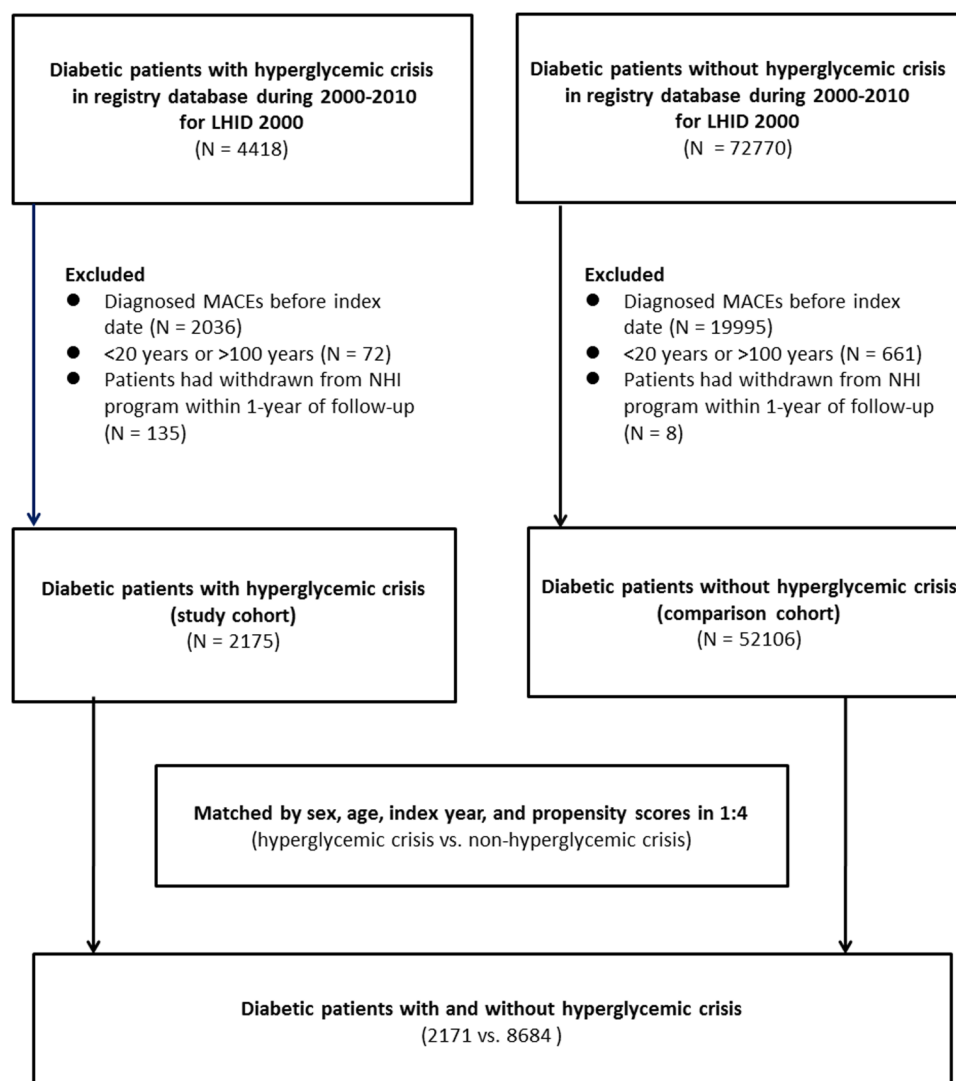 Diabetic patients with hyperglycemic crisis
in registry database during 2000-2010
for LHID 2000
(N = 4418)
Diabetic patients without hyperglycemic crisis
in registry database during 2000-2010
for LHID 2000
(N = 72770)
Excluded
● Diagnosed MACEs before index
date (N = 2036)
● <20 years or >100 years (N = 72)
● Patients had withdrawn from NHI
program within 1-year of follow-up
(N = 135)
Excluded
● Diagnosed MACEs before index
date (N = 19995)
● <20 years or >100 years (N = 661)
● Patients had withdrawn from NHI
program within 1-year of follow-up
(N = 8)
Diabetic patients with hyperglycemic crisis
(study cohort)
(N = 2175)
Diabetic patients without hyperglycemic crisis
(comparison cohort)
(N = 52106)
Matched by sex, age, index year, and propensity scores in 1:4
(hyperglycemic crisis vs. non-hyperglycemic crisis)
Diabetic patients with and without hyperglycemic crisis
(2171 vs. 8684 )